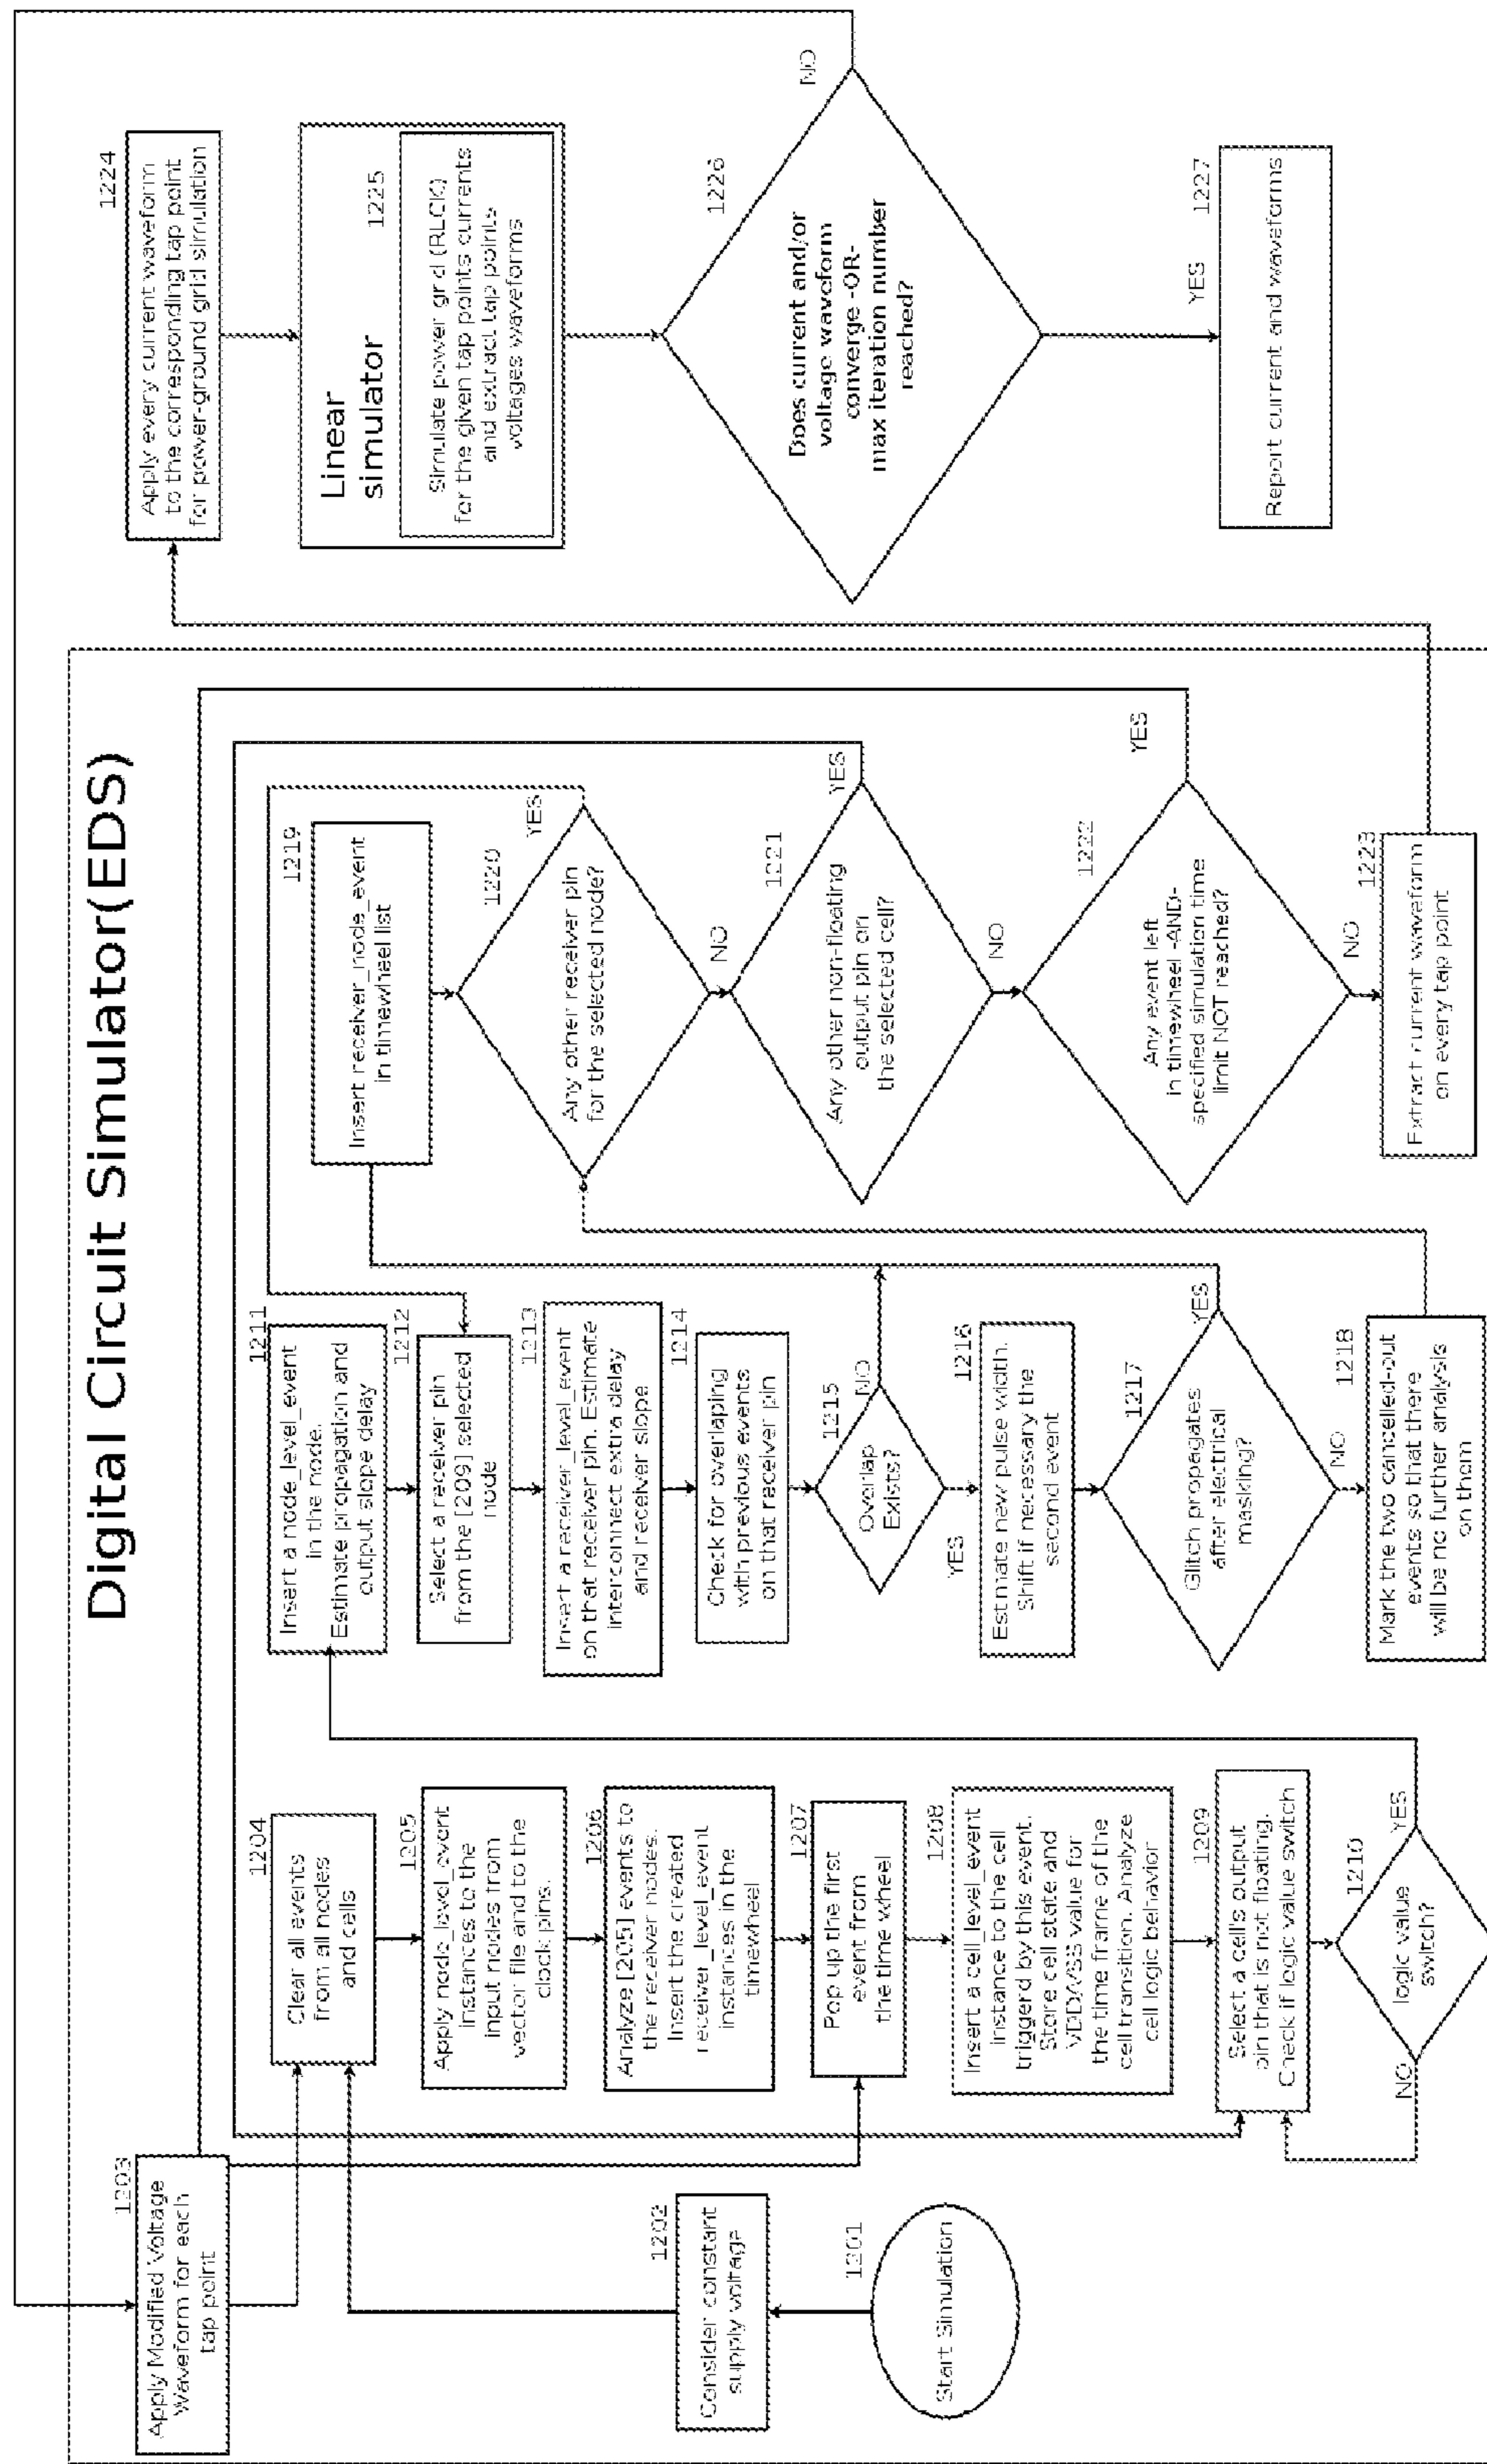 Digital Circuit Simulator(EDS)
1201
Start Simulation
1202
Consider constant
supply voltage
1203
Apply Modified Voltage
Waveform for each
tap point
1204
Clear all events
from all nodes
and cells
1205
Apply node_level_event
instances to the
input nodes from
vector file and to the
clock pins.
1206
Analyze [205] events to
the receiver nodes.
Insert the created
receiver_level_event
instances in the
timewheel
1207
Pop up the first
event from
the time wheel
1208
Insert a cell_level_event
instance to the cell
triggerd by this event.
Store cell state and
VDD/VSS value for
the time frame of the
cell transition. Analyze
cell logic behavior
1209
Select a cells output
pin that is not floating.
Check if logic value switch
1210
logic value
switch?
NO
YES
1211
Insert a node_level_event
in the node.
Estimate propagation and
output slope delay
1212
Select a receiver pin
from the [209] selected
node
1213
Insert a receiver_level_event
on that receiver pin. Estimate
interconnect extra delay
and receiver slope
1214
Check for overlaping
with previous events
on that receiver pin
1215
Overlap
Exists?
NO
YES
1216
Estimate new pulse width.
Shift if necessary the
second event
1217
Glitch propagates
after electrical
masking?
YES
NO
1218
Mark the two cancelled-out
events so that there
will be no further analysis
on them
1219
Insert receiver_node_event
in timewheel list
1220
Any other receiver pin
for the selected node?
YES
NO
1221
Any other non-floating
output pin on
the selected cell?
YES
NO
1222
Any event left
in timewheel -AND-
specified simulation time
limit NOT reached?
YES
NO
1223
Extract current waveform
on every tap point
1224
Apply every current waveform
to the corresponding tap point
for power-ground grid simulation
Linear
simulator
1225
Simulate power grid (RLCK)
for the given tap points currents
and extract tap points
voltages waveforms
1226
Does current and/or
voltage waveform
converge -OR-
max iteration number
reached?
NO
YES
1227
Report current and waveforms